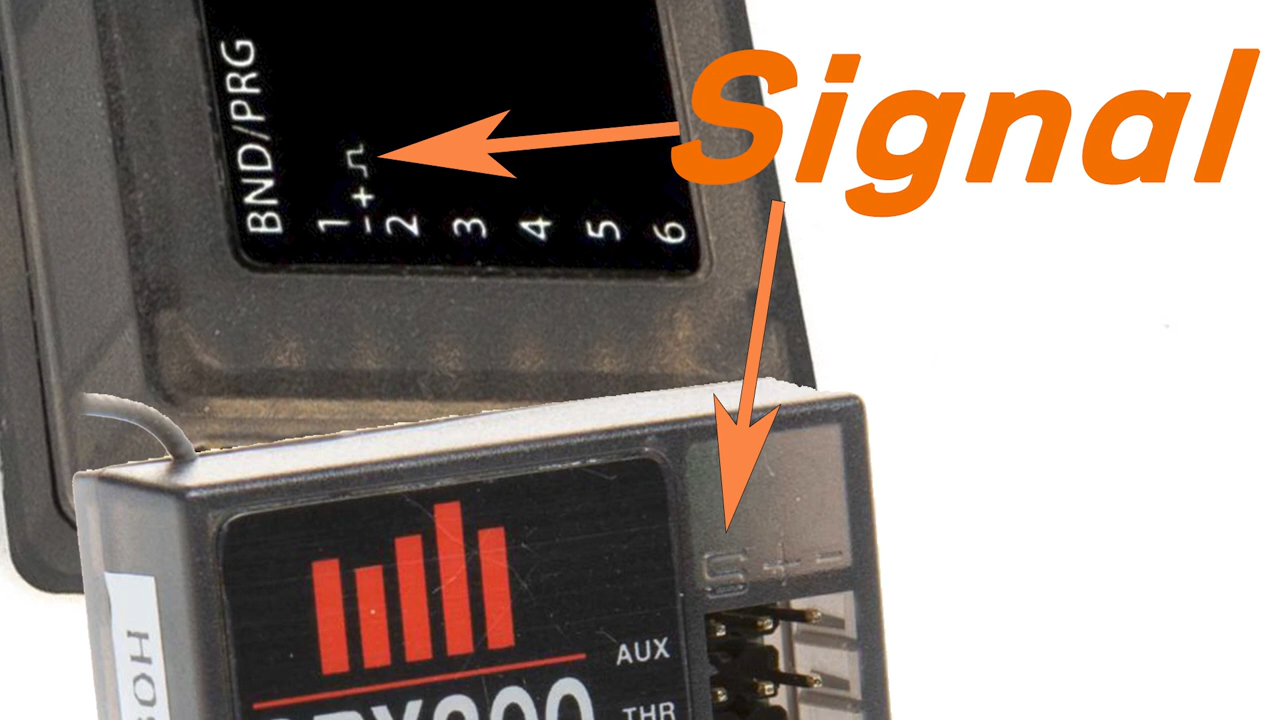 Signal
BND/PRG
1
− + ⎍
2
3
4
5
6
S + −
AUX
THR